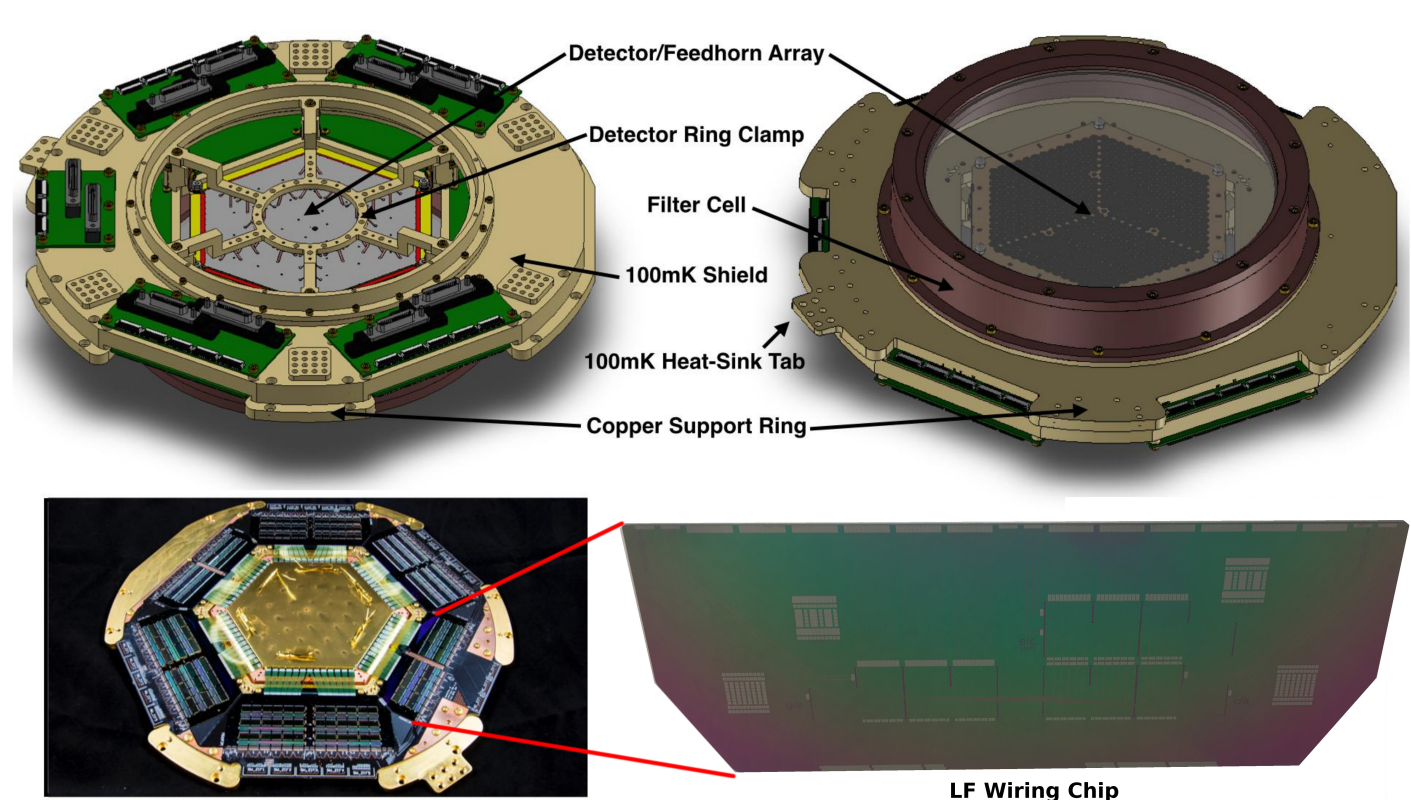 Detector/Feedhorn Array
Detector Ring Clamp
Filter Cell
100mK Shield
100mK Heat-Sink Tab
Copper Support Ring
LF Wiring Chip